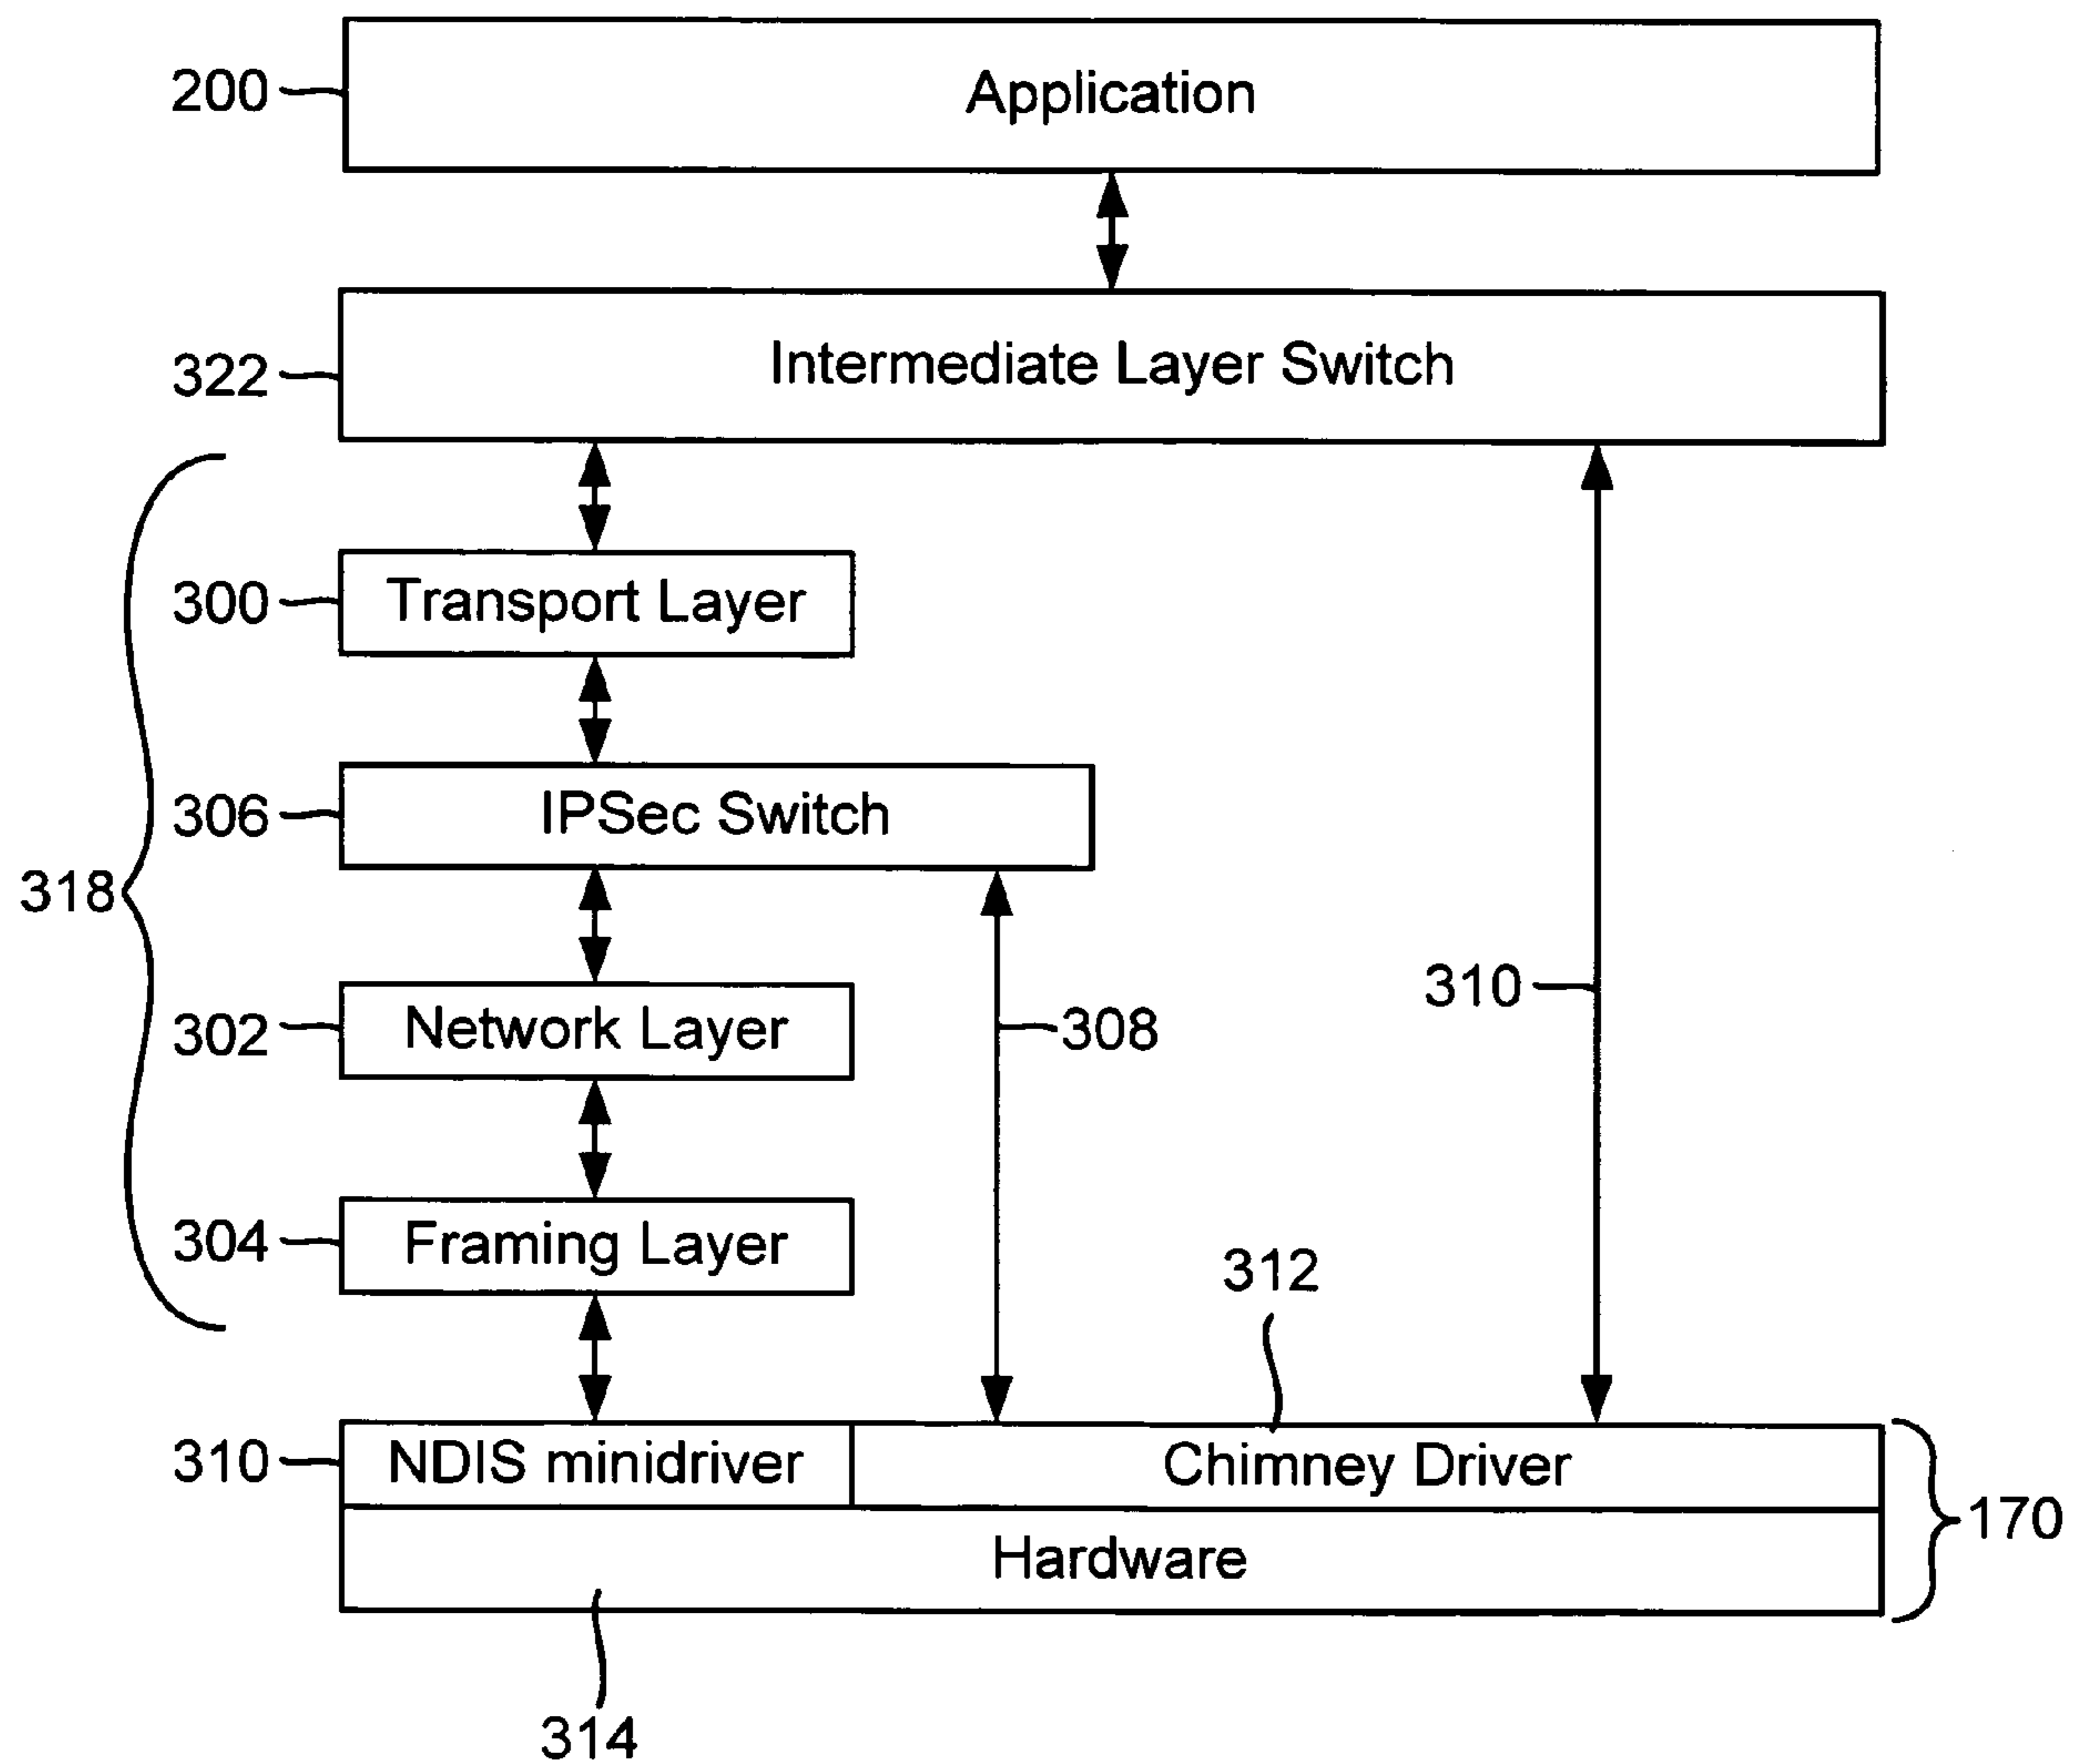 200
Application
322
Intermediate Layer Switch
300
Transport Layer
306
IPSec Switch
318
302
Network Layer
308
310
304
Framing Layer
312
310
NDIS minidriver
Chimney Driver
170
Hardware
314